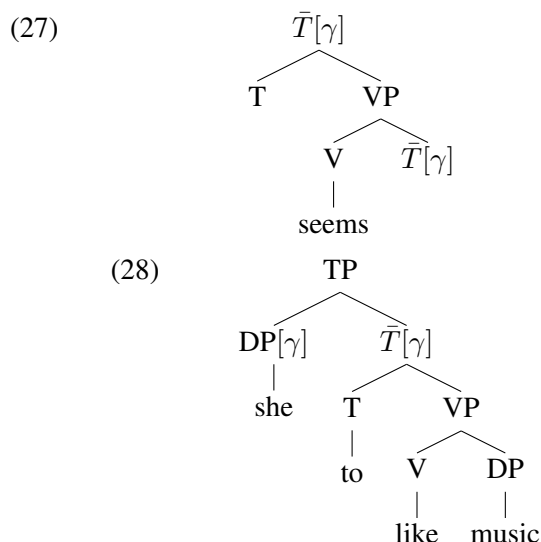 (27) T̄[γ]
T VP
V T̄[γ]
seems
(28) TP
DP[γ] T̄[γ]
she T VP
to V DP
like music